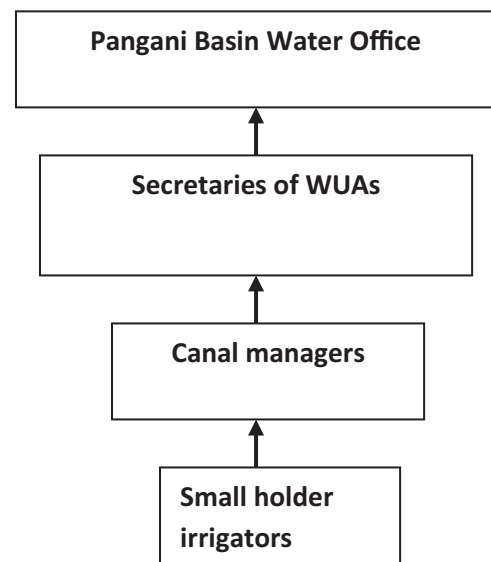 Pangani Basin Water Office
Secretaries of WUAs
Canal managers
Small holder
irrigators